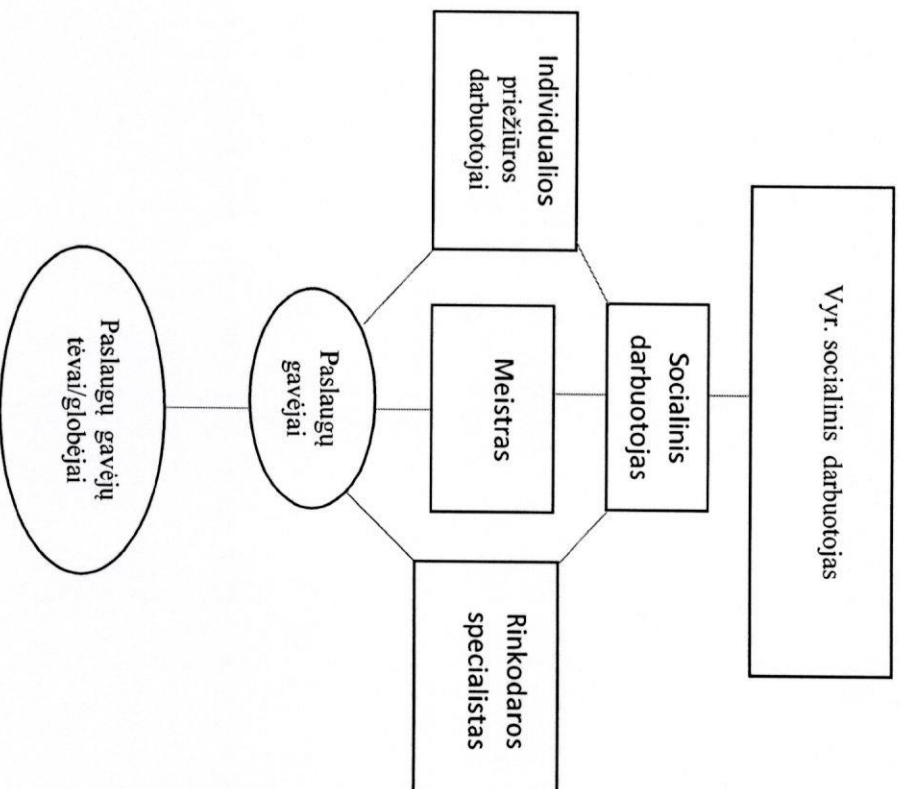 Vyr. socialinis darbuotojas
Socialinis
darbuotojas
Individualios
priežiūros
darbuotojai
Meistras
Rinkodaros
specialistas
Paslaugų
gavėjai
Paslaugų gavėjų
tėvai/globėjai